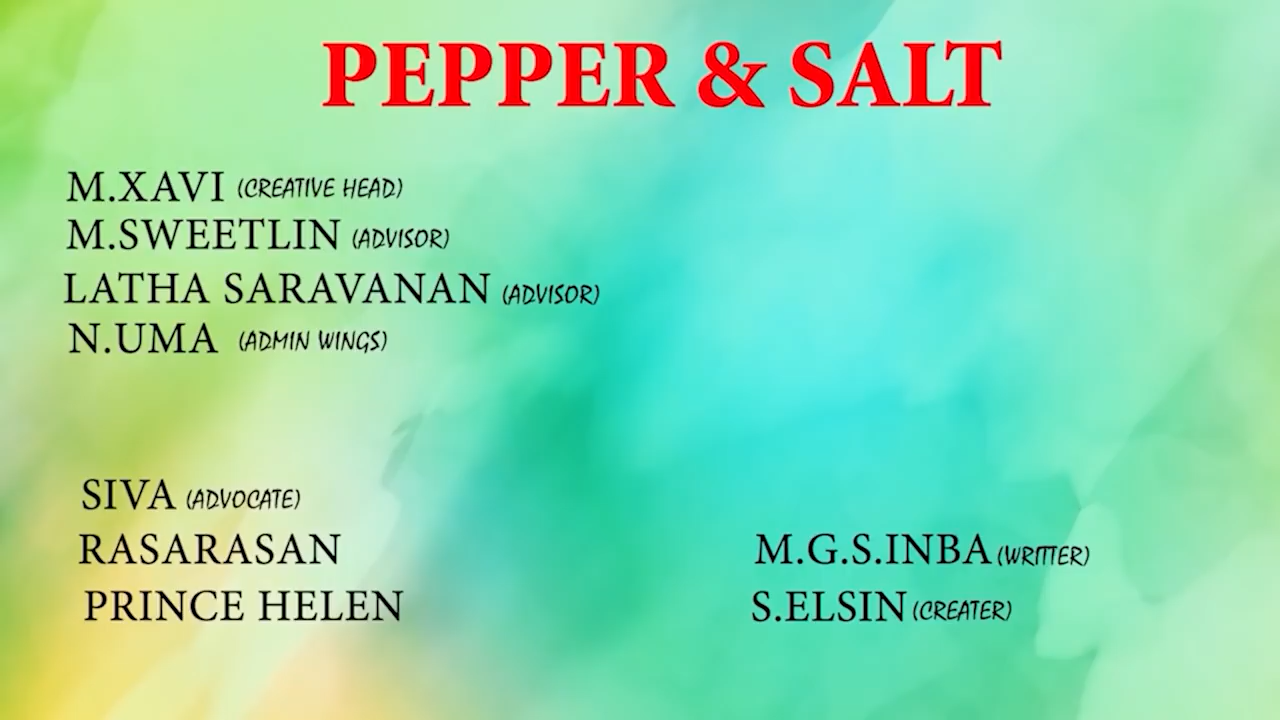 PEPPER & SALT
M.XAVI (CREATIVE HEAD)
M.SWEETLIN (ADVISOR)
LATHA SARAVANAN (ADVISOR)
N.UMA (ADMIN WINGS)
SIVA (ADVOCATE)
RASARASAN
PRINCE HELEN
M.G.S.INBA (WRITTER)
S.ELSIN (CREATER)